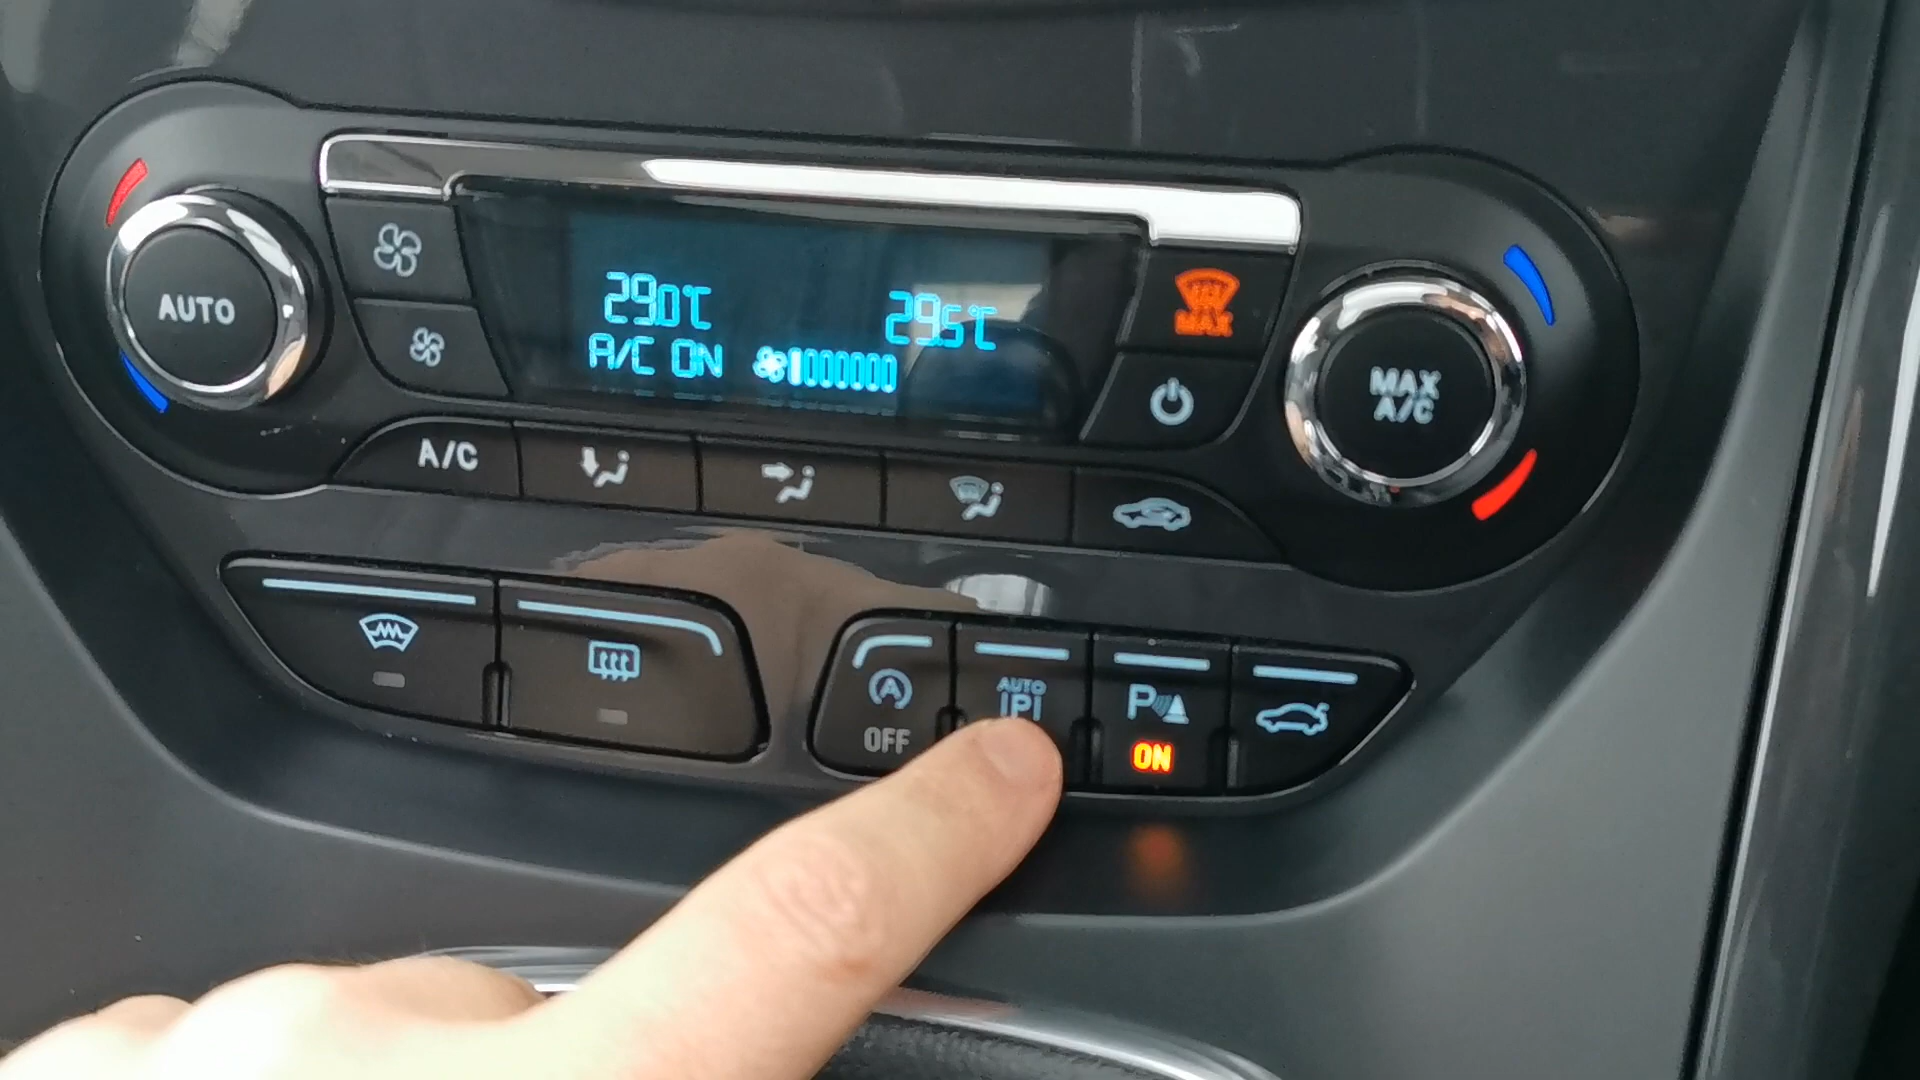 AUTO
29.0°C
29.5°C
A/C ON
MAX
MAX
A/C
A/C
A
OFF
AUTO
P
P
ON